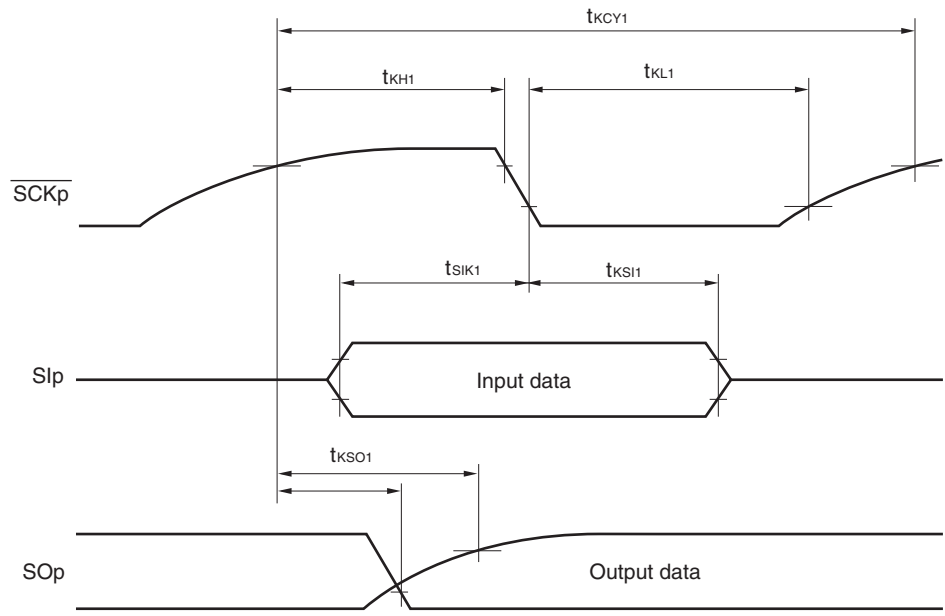 tKCY1
tKH1
tKL1
SCKp
tSIK1
tKSI1
SIp
Input data
tKSO1
SOp
Output data